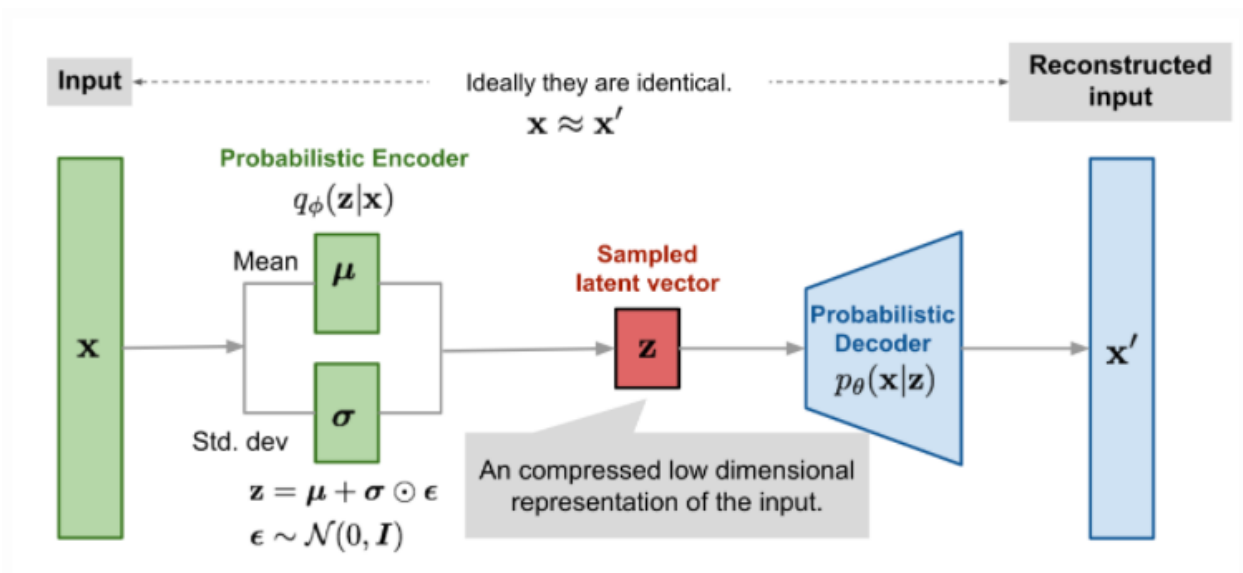 Input
Ideally they are identical.
x ≈ x′
Reconstructed
input
Probabilistic Encoder
qϕ(z|x)
Mean
μ
x
Std. dev
σ
z = μ + σ ⊙ ϵ
ϵ ∼ 𝒩(0, I)
Sampled
latent vector
z
An compressed low dimensional
representation of the input.
Probabilistic
Decoder
pθ(x|z)
x′